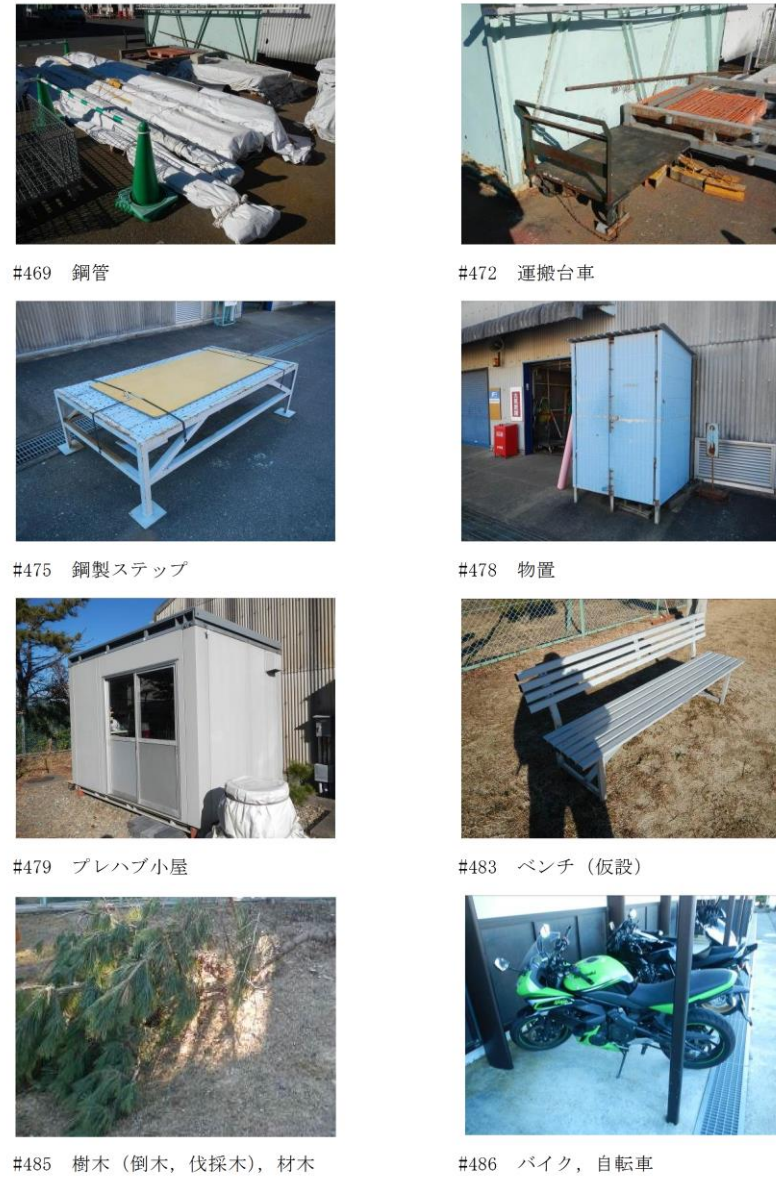 #469 鋼管
#472 運搬台車
#475 鋼製ステップ
#478 物置
#479 プレハブ小屋
#483 ベンチ（仮設）
#485 樹木（倒木，伐採木），材木
#486 バイク，自転車